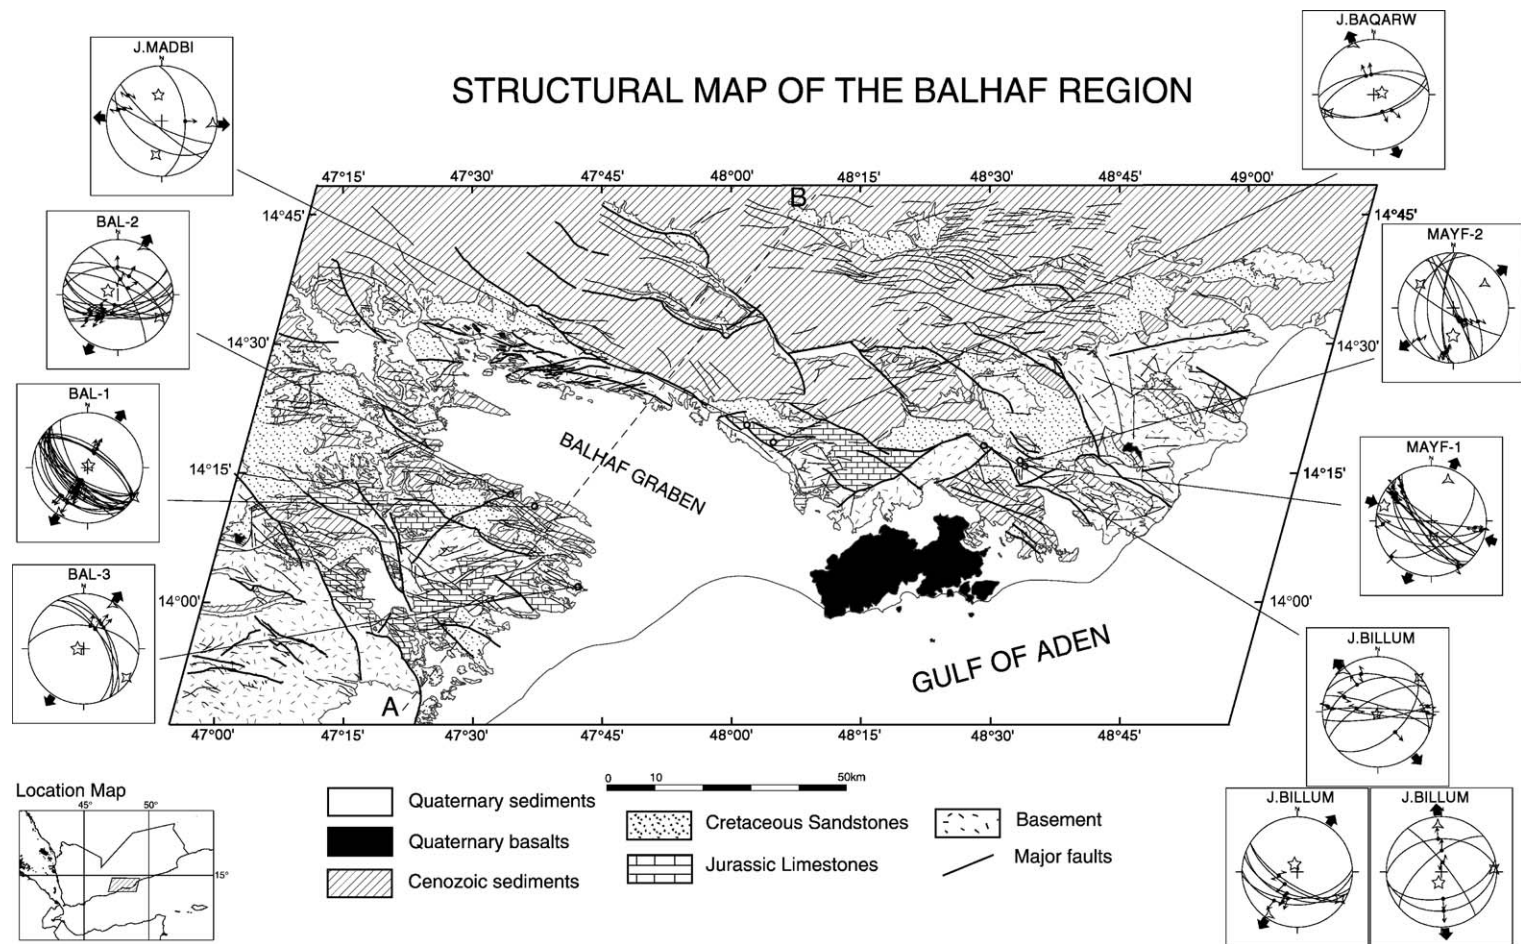 STRUCTURAL MAP OF THE BALHAF REGION
J.MADBI
N
BAL-2
N
BAL-1
N
BAL-3
N
J.BAQARW
N
MAYF-2
N
MAYF-1
N
J.BILLUM
N
J.BILLUM
N
J.BILLUM
N
47°15' 47°30' 47°45' 48°00' 48°15' 48°30' 48°45' 49°00'
B
14°45' 14°45'
14°30' 14°30'
14°15' 14°15'
14°00' 14°00'
BALHAF GRABEN
GULF OF ADEN
A
47°00' 47°15' 47°30' 47°45' 48°00' 48°15' 48°30' 48°45'
Location Map
45° 50°
15°
0 10 50km
Quaternary sediments
Quaternary basalts
Cenozoic sediments
Cretaceous Sandstones
Jurassic Limestones
Basement
Major faults